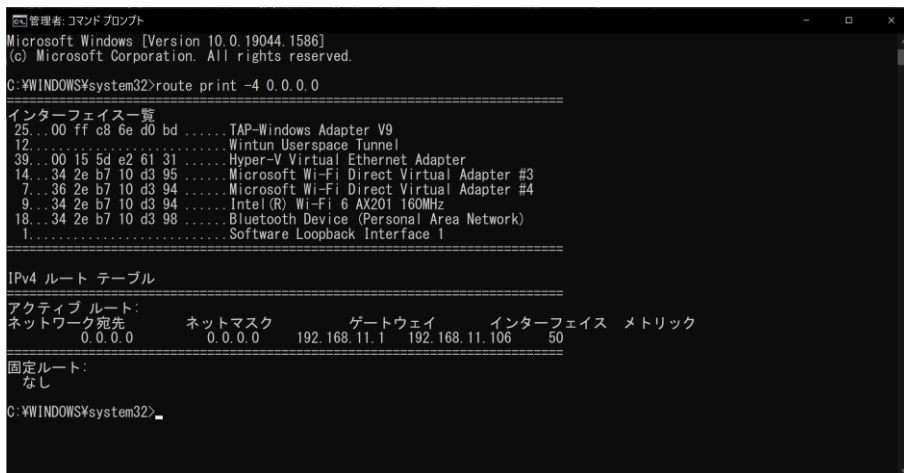 管理者: コマンド プロンプト
Microsoft Windows [Version 10.0.19044.1586]
(c) Microsoft Corporation. All rights reserved.
C:¥WINDOWS¥system32>route print -4 0.0.0.0
===========================================================================
インターフェイス一覧
25...00 ff c8 6e d0 bd ......TAP-Windows Adapter V9
12...........................Wintun Userspace Tunnel
39...00 15 5d e2 61 31 ......Hyper-V Virtual Ethernet Adapter
14...34 2e b7 10 d3 95 ......Microsoft Wi-Fi Direct Virtual Adapter #3
7...36 2e b7 10 d3 94 ......Microsoft Wi-Fi Direct Virtual Adapter #4
9...34 2e b7 10 d3 94 ......Intel(R) Wi-Fi 6 AX201 160MHz
18...34 2e b7 10 d3 98 ......Bluetooth Device (Personal Area Network)
1...........................Software Loopback Interface 1
===========================================================================
IPv4 ルート テーブル
===========================================================================
アクティブ ルート:
ネットワーク宛先 ネットマスク ゲートウェイ インターフェイス メトリック
0.0.0.0 0.0.0.0 192.168.11.1 192.168.11.106 50
===========================================================================
固定ルート:
なし
C:¥WINDOWS¥system32>